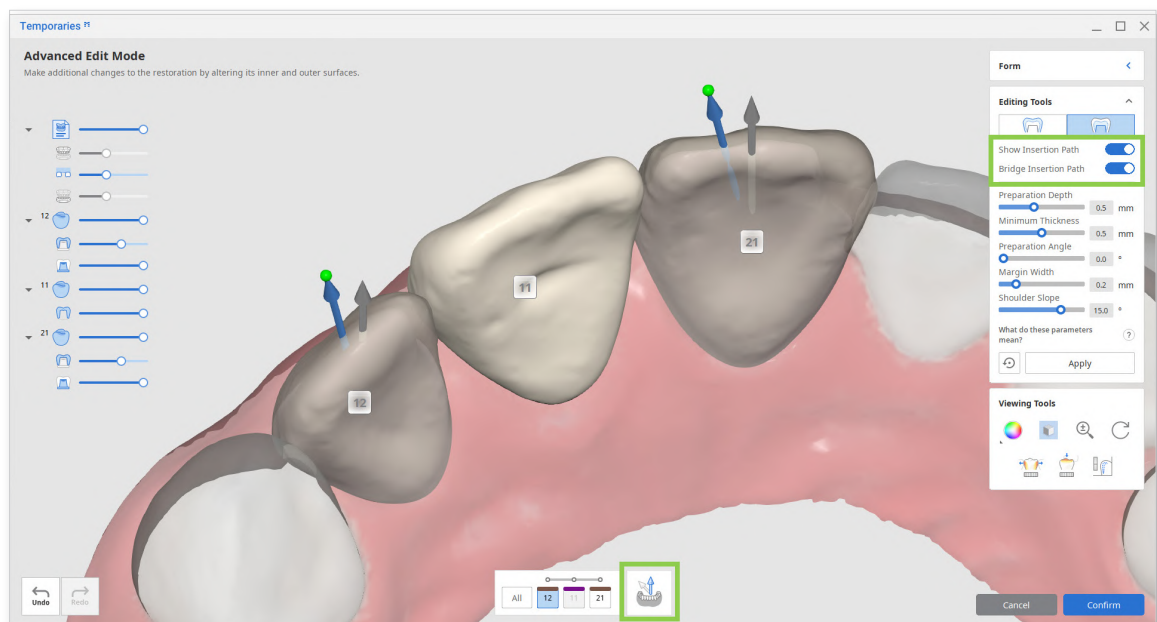 Temporaries
Advanced Edit Mode
Make additional changes to the restoration by altering its inner and outer surfaces.
12
11
21
21
11
12
Form
Editing Tools
Show Insertion Path
Bridge Insertion Path
Preparation Depth
0.5 mm
Minimum Thickness
0.5 mm
Preparation Angle
0.0 °
Margin Width
0.2 mm
Shoulder Slope
15.0 °
What do these parameters
mean?
?
Apply
Viewing Tools
Undo
Redo
All
12
11
21
Cancel
Confirm